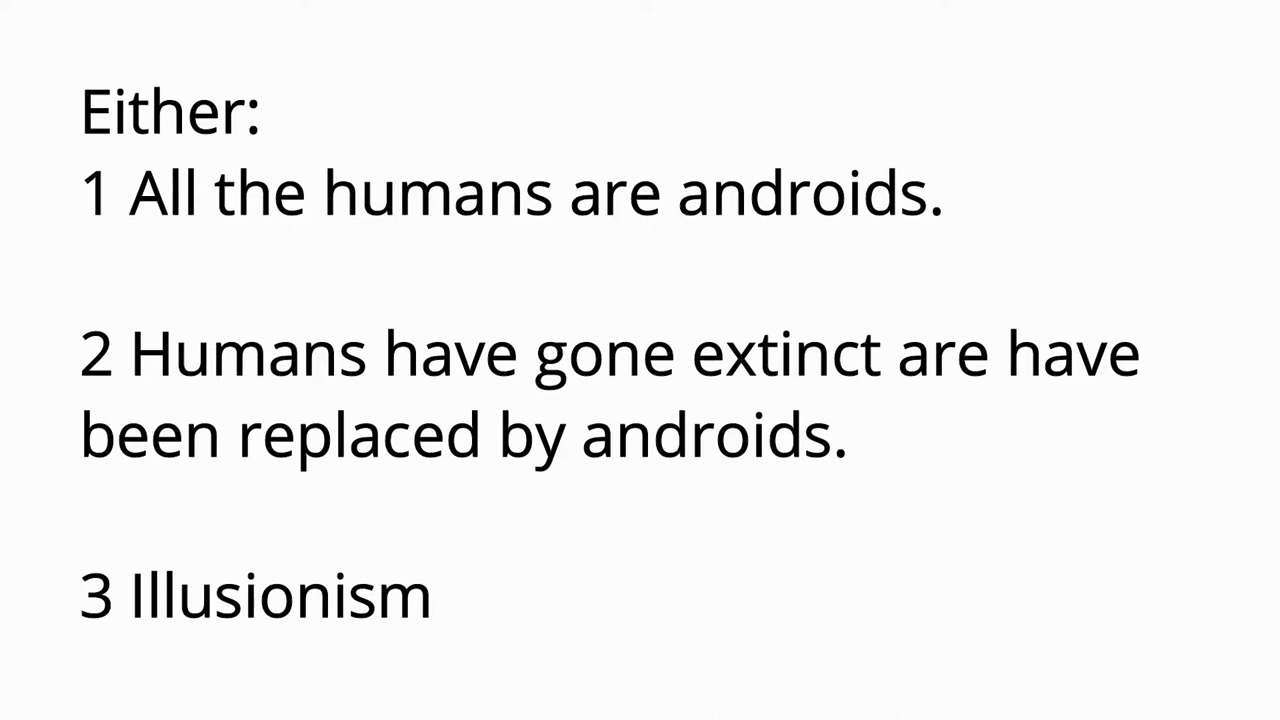 Either:
1 All the humans are androids.
2 Humans have gone extinct are have
been replaced by androids.
3 Illusionism